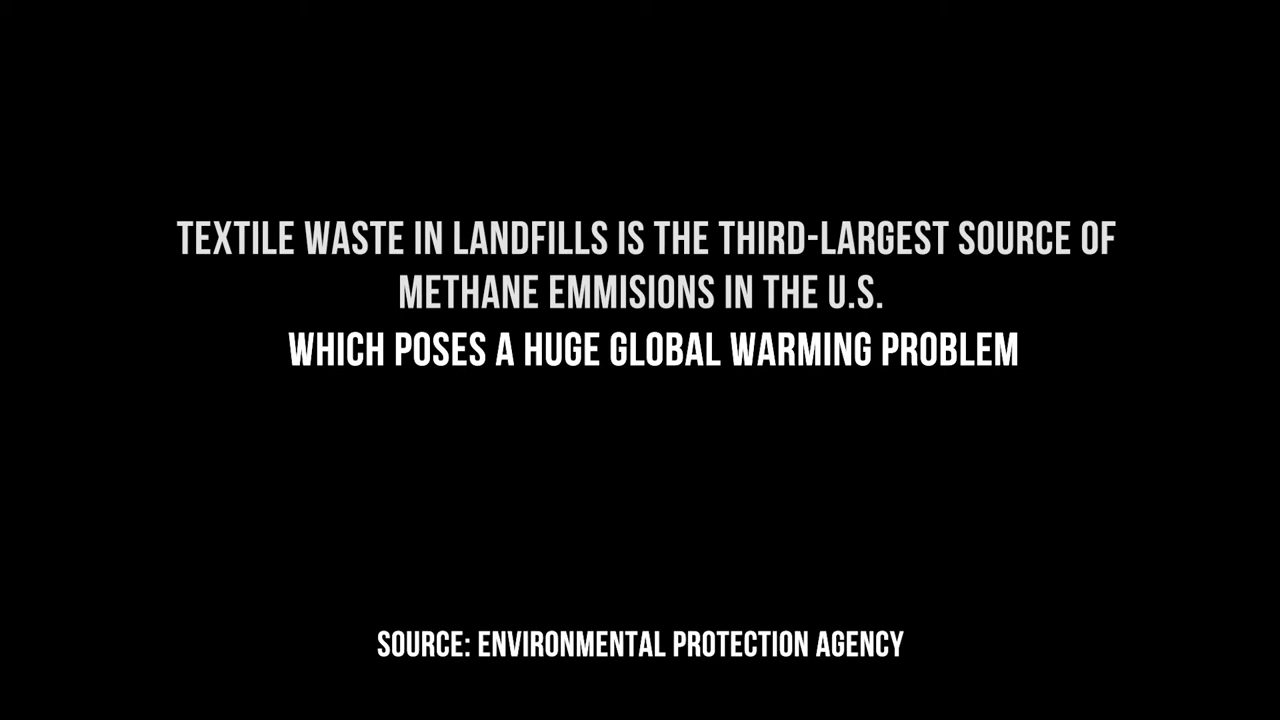 TEXTILE WASTE IN LANDFILLS IS THE THIRD-LARGEST SOURCE OF
METHANE EMMISIONS IN THE U.S.
WHICH POSES A HUGE GLOBAL WARMING PROBLEM
SOURCE: ENVIRONMENTAL PROTECTION AGENCY